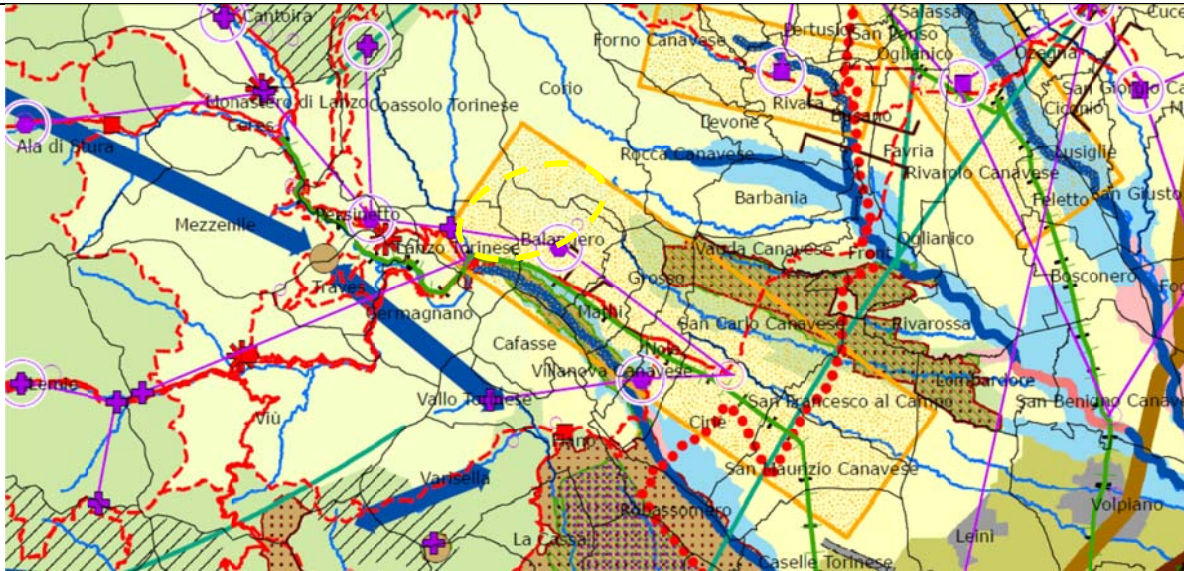 Cantoira
Salassa
Pertusio
San Ponso
Forno Canavese
Oglianico
Ozegna
Rivara
San Giorgio Ca
Monastero di Lanzo
Coassolo Torinese
Corio
Ciconio
Ceres
Levone
Busano
Ala di Stura
Lusiglie
Rocca Canavese
Favria
Rivarolo Canavese
San Giusto
Feletto
Barbania
Mezzenile
Pessinetto
Lanzo Torinese
Balangero
Vauda Canavese
Front
Oglianico
Bosconero
Grosso
Traves
Germagnano
Mathi
San Carlo Canavese
Rivarossa
Cafasse
Nole
Villanova Canavese
Lemie
Lombardore
Vallo Torinese
San Francesco al Campo
San Benigno Canave
Viù
Fiano
Ciriè
San Maurizio Canavese
Varisella
Volpiano
Robassomero
La Cassa
Leinì
Caselle Torinese